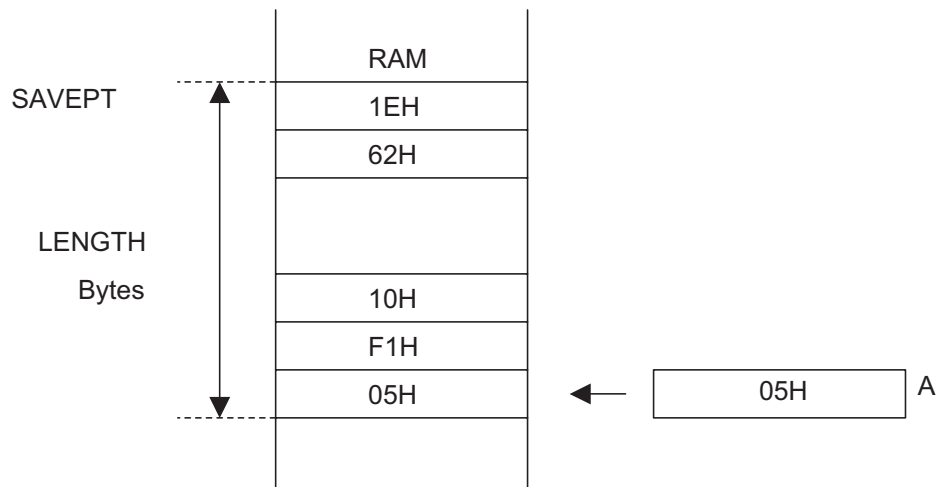 RAM
SAVEPT
1EH
62H
LENGTH
Bytes
10H
F1H
05H
05H A